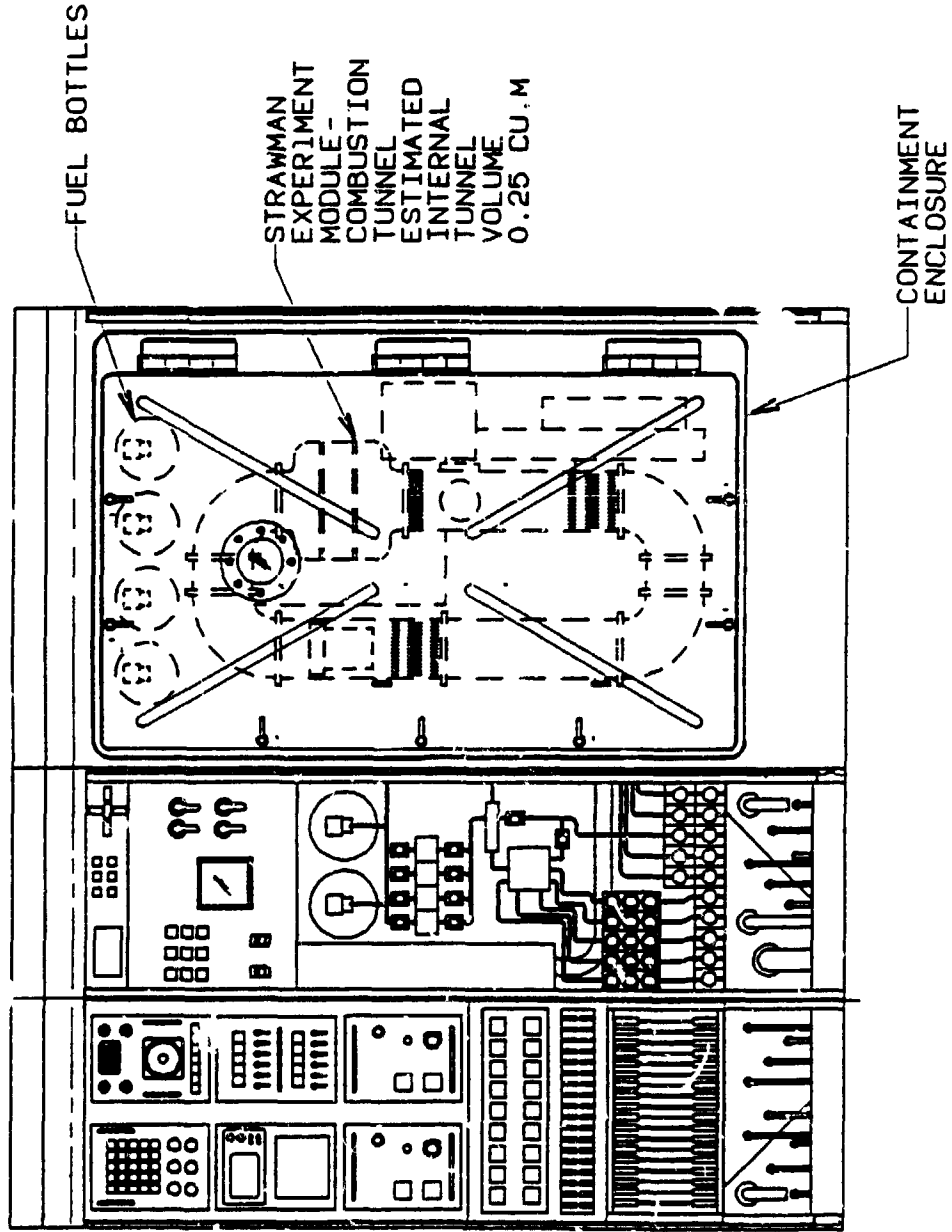 FUEL BOTTLES
STRAWMAN
EXPERIMENT
MODULE -
COMBUSTION
TUNNEL
ESTIMATED
INTERNAL
TUNNEL
VOLUME
0.25 CU.M
CONTAINMENT
ENCLOSURE